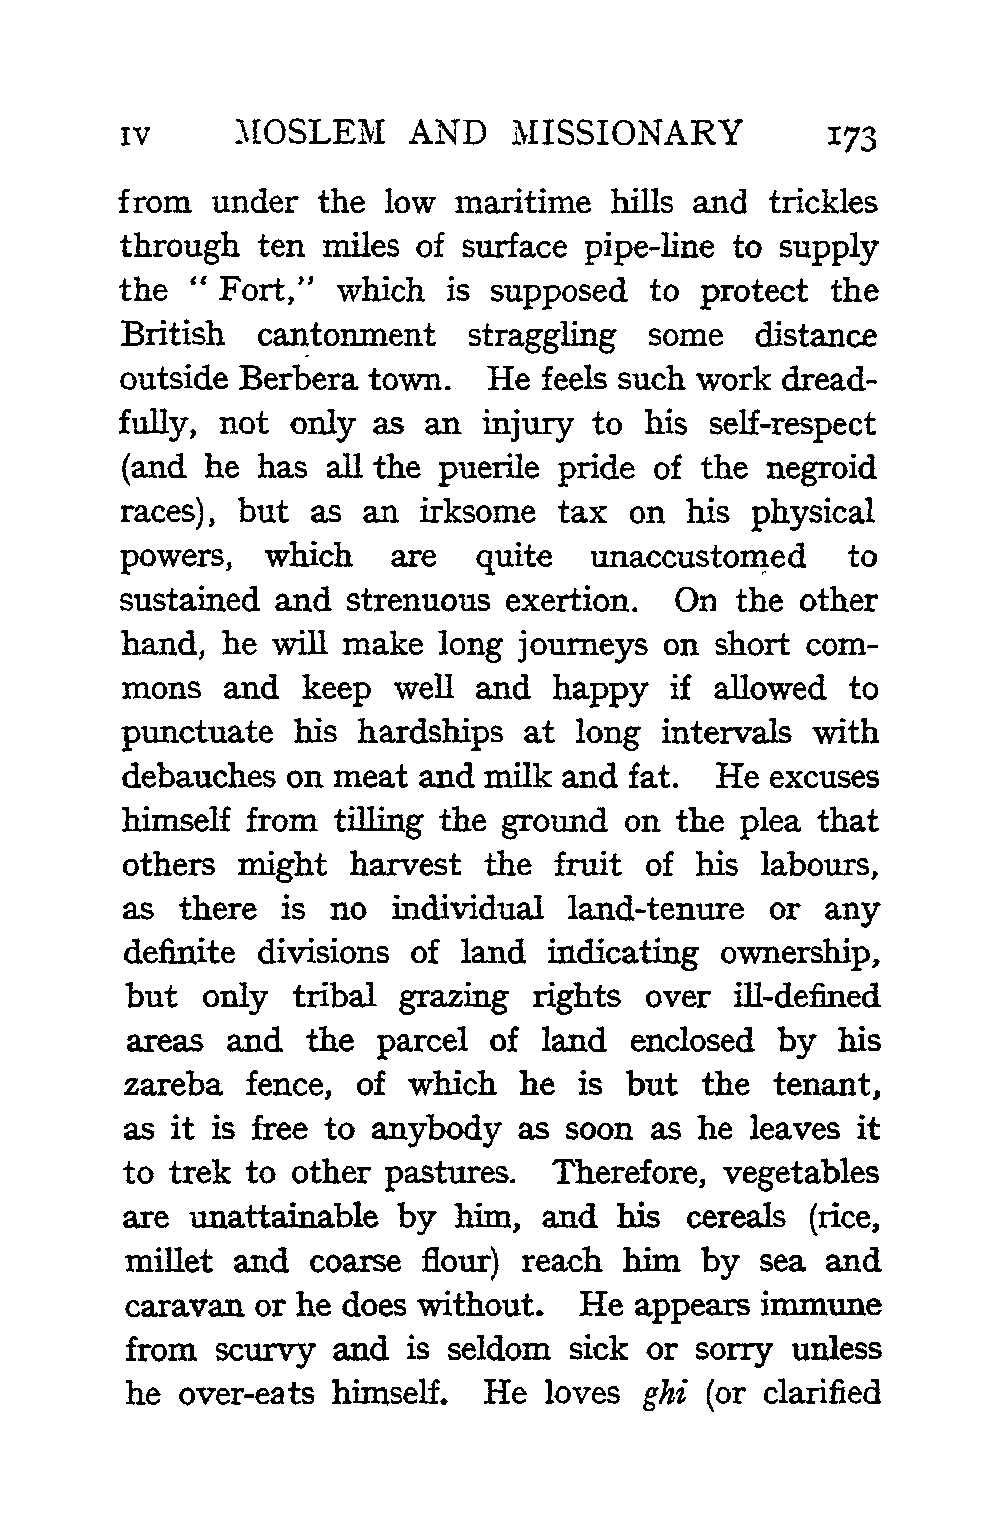 IV MOSLEM AND MISSIONARY 173
from under the low maritime hills and trickles
through ten miles of surface pipe-line to supply
the “ Fort,” which is supposed to protect the
British cantonment straggling some distance
outside Berbera town. He feels such work dread-
fully, not only as an injury to his self-respect
(and he has all the puerile pride of the negroid
races), but as an irksome tax on his physical
powers, which are quite unaccustomed to
sustained and strenuous exertion. On the other
hand, he will make long journeys on short com-
mons and keep well and happy if allowed to
punctuate his hardships at long intervals with
debauches on meat and milk and fat. He excuses
himself from tilling the ground on the plea that
others might harvest the fruit of his labours,
as there is no individual land-tenure or any
definite divisions of land indicating ownership,
but only tribal grazing rights over ill-defined
areas and the parcel of land enclosed by his
zareba fence, of which he is but the tenant,
as it is free to anybody as soon as he leaves it
to trek to other pastures. Therefore, vegetables
are unattainable by him, and his cereals (rice,
millet and coarse flour) reach him by sea and
caravan or he does without. He appears immune
from scurvy and is seldom sick or sorry unless
he over-eats himself. He loves ghi (or clarified